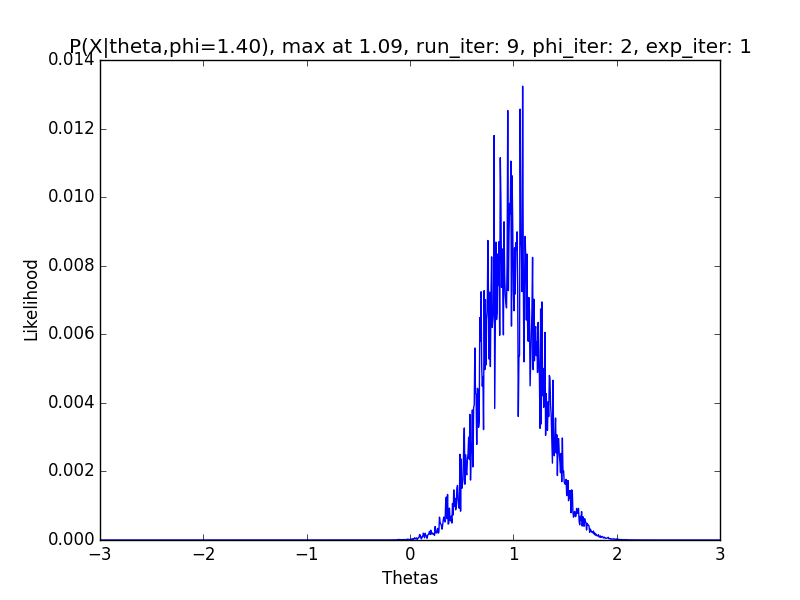 P(X|theta,phi=1.40), max at 1.09, run_iter: 9, phi_iter: 2, exp_iter: 1
0.014
0.012
0.010
0.008
0.006
0.004
0.002
0.000
Likelihood
−3 −2 −1 0 1 2 3
Thetas